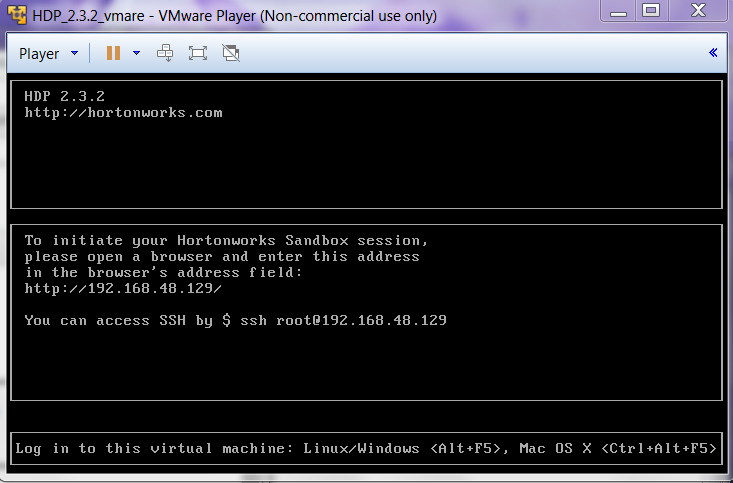 HDP_2.3.2_vmare - VMware Player (Non-commercial use only)
Player
HDP 2.3.2
http://hortonworks.com
To initiate your Hortonworks Sandbox session,
please open a browser and enter this address
in the browser's address field:
http://192.168.48.129/
You can access SSH by $ ssh root@192.168.48.129
Log in to this virtual machine: Linux/Windows <Alt+F5>, Mac OS X <Ctrl+Alt+F5>